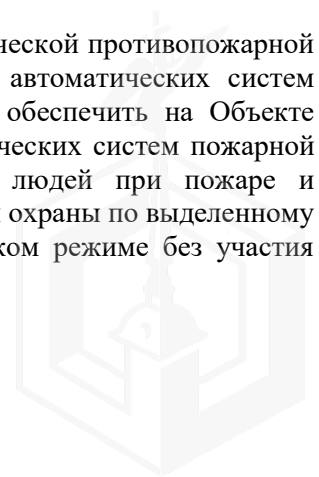 ческой противопожарной
автоматических систем
обеспечить на Объекте
ческих систем пожарной
людей при пожаре и
охраны по выделенному
ком режиме без участия